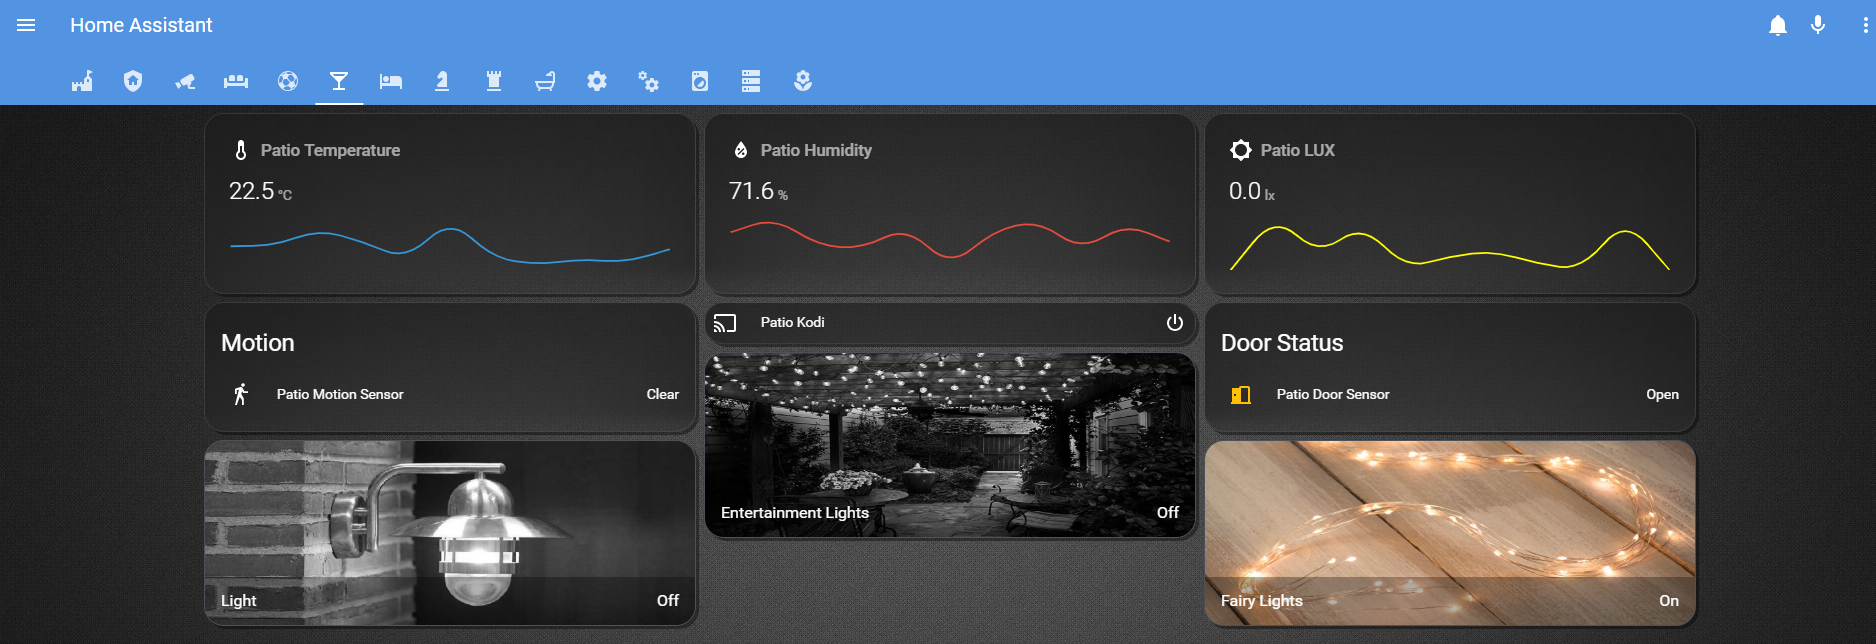 Home Assistant
Patio Temperature
22.5 °C
Patio Humidity
71.6 %
Patio LUX
0.0 lx
Motion
Patio Motion Sensor Clear
Patio Kodi
Door Status
Patio Door Sensor Open
Entertainment Lights Off
Light Off
Fairy Lights On